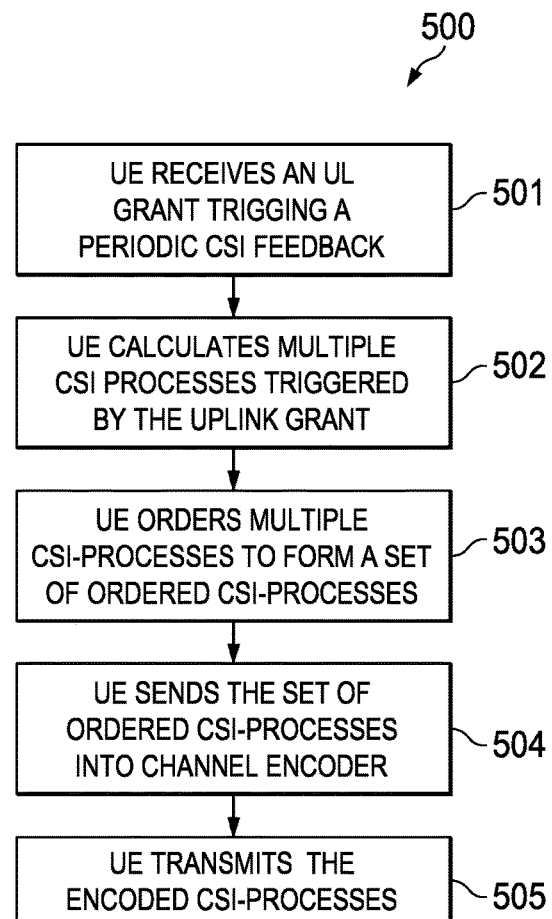 500
UE RECEIVES AN UL
GRANT TRIGGING A
PERIODIC CSI FEEDBACK
501
UE CALCULATES MULTIPLE
CSI PROCESSES TRIGGERED
BY THE UPLINK GRANT
502
UE ORDERS MULTIPLE
CSI-PROCESSES TO FORM A SET
OF ORDERED CSI-PROCESSES
503
UE SENDS THE SET OF
ORDERED CSI-PROCESSES
INTO CHANNEL ENCODER
504
UE TRANSMITS THE
ENCODED CSI-PROCESSES
505